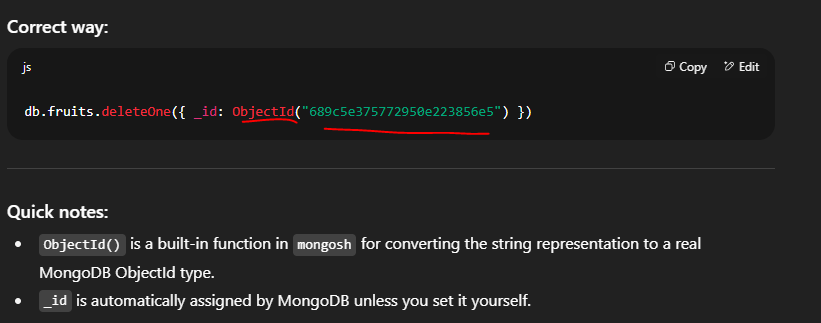 Correct way:
js
Copy
Edit
db.fruits.deleteOne({ _id: ObjectId("689c5e375772950e223856e5") })
Quick notes:
• ObjectId() is a built-in function in mongosh for converting the string representation to a real
MongoDB ObjectId type.
• _id is automatically assigned by MongoDB unless you set it yourself.